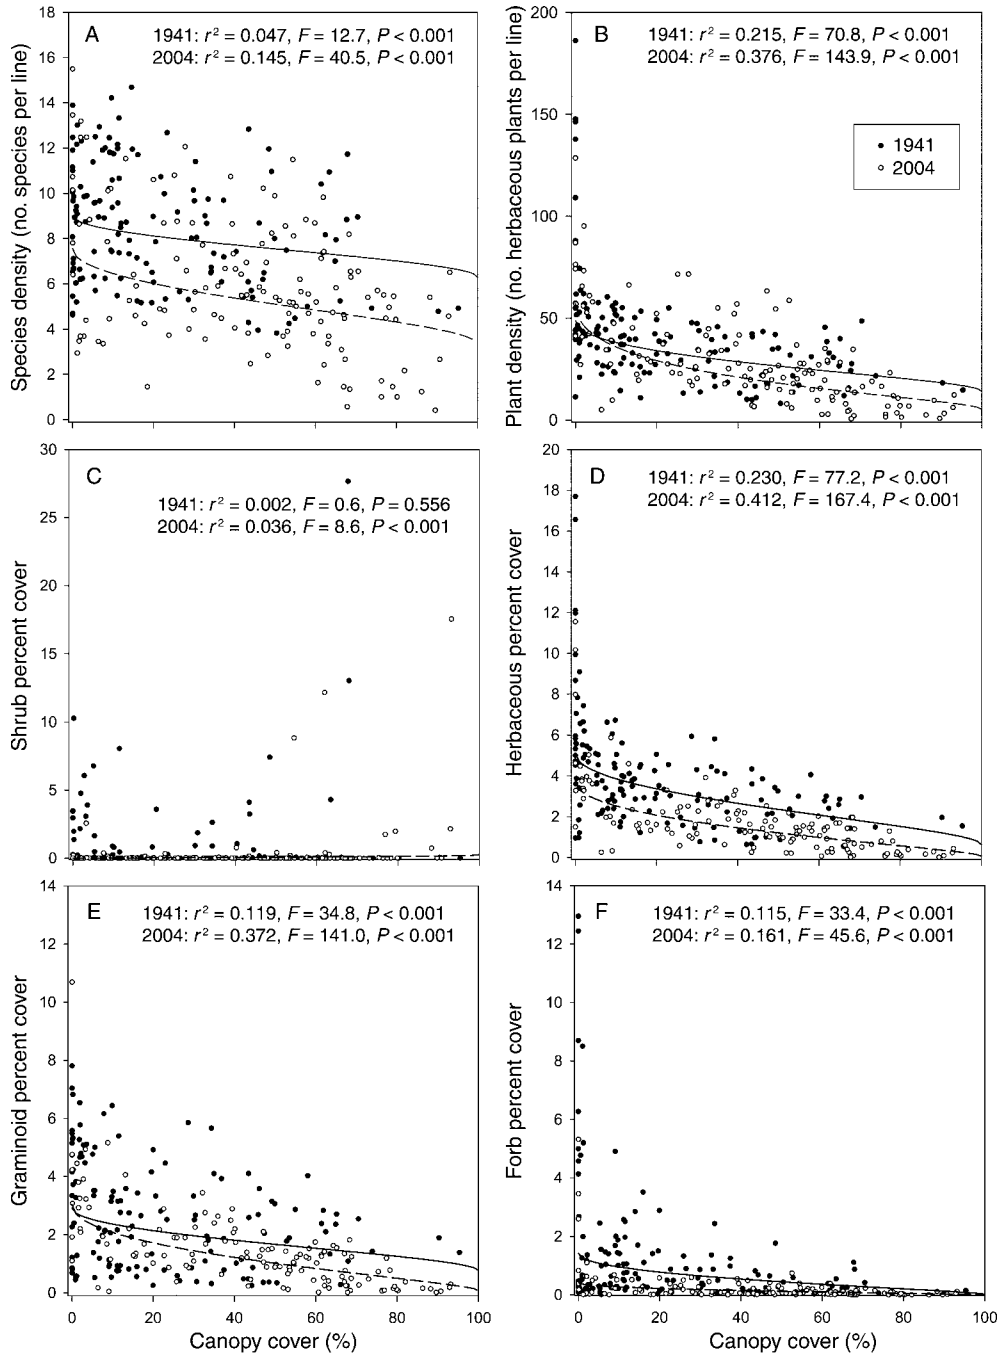 A
1941: r² = 0.047, F = 12.7, P < 0.001
2004: r² = 0.145, F = 40.5, P < 0.001
Species density (no. species per line)
18
16
14
12
10
8
6
4
2
0
B
1941: r² = 0.215, F = 70.8, P < 0.001
2004: r² = 0.376, F = 143.9, P < 0.001
1941
2004
Plant density (no. herbaceous plants per line)
200
150
100
50
0
C
1941: r² = 0.002, F = 0.6, P = 0.556
2004: r² = 0.036, F = 8.6, P < 0.001
Shrub percent cover
30
25
20
15
10
5
0
D
1941: r² = 0.230, F = 77.2, P < 0.001
2004: r² = 0.412, F = 167.4, P < 0.001
Herbaceous percent cover
20
18
16
14
12
10
8
6
4
2
0
E
1941: r² = 0.119, F = 34.8, P < 0.001
2004: r² = 0.372, F = 141.0, P < 0.001
Graminoid percent cover
14
12
10
8
6
4
2
0
0 20 40 60 80 100
Canopy cover (%)
F
1941: r² = 0.115, F = 33.4, P < 0.001
2004: r² = 0.161, F = 45.6, P < 0.001
Forb percent cover
14
12
10
8
6
4
2
0
0 20 40 60 80 100
Canopy cover (%)